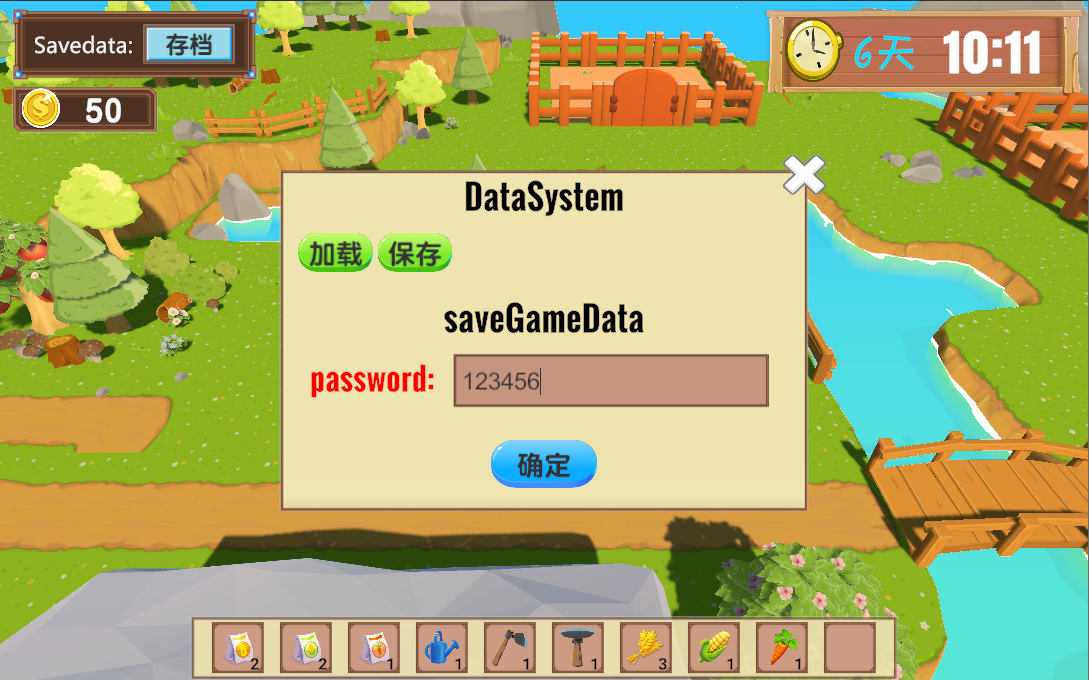 Savedata: 存档
50
6天 10:11
DataSystem
加载 保存
saveGameData
password: 123456
确定
2 2 1 1 1 1 3 1 1